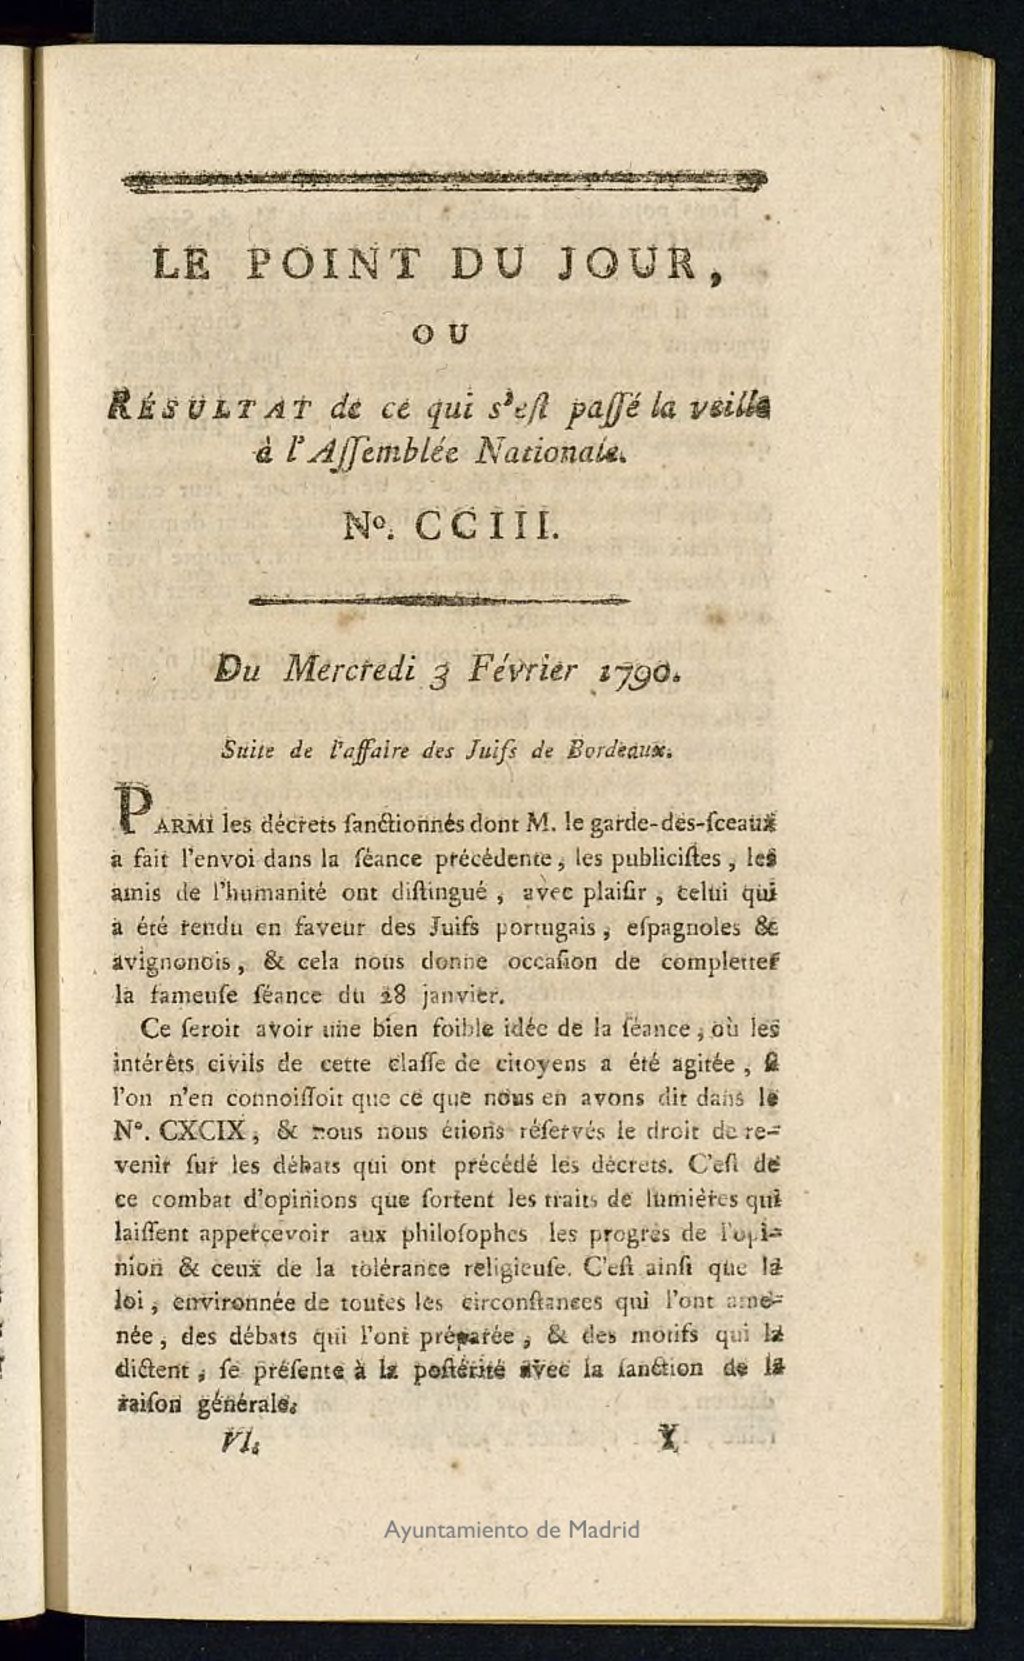 LE POINT DU JOUR,
OU
RÉSULTAT de ce qui s'eſt paſſé la veille
à l'Aſſemblée Nationale.
Nº. CCIII.
Du Mercredi 3 Février 1790.
Suite de l'affaire des Juifs de Bordeaux.
PARMI les décrets ſanctionnés dont M. le garde-des-ſceaux
a fait l'envoi dans la ſéance précédente, les publiciſtes, les
amis de l'humanité ont diſtingué, avec plaiſir, celui qui
a été rendu en faveur des Juifs portugais, eſpagnoles &
avignonois, & cela nous donne occaſion de completter
la fameuſe ſéance du 28 janvier.
Ce ſeroit avoir une bien foible idée de la ſéance, où les
intérêts civils de cette claſſe de citoyens a été agitée, ſi
l'on n'en connoiſſoit que ce que nous en avons dit dans le
Nº. CXCIX, & nous nous étions réſervés le droit de re-
venir ſur les débats qui ont précédé les décrets. C'eſt de
ce combat d'opinions que ſortent les traits de lumières qui
laiſſent appercevoir aux philoſophes les progrès de l'opi-
nion & ceux de la tolérance religieuſe. C'eſt ainſi que la
loi, environnée de toutes les circonſtances qui l'ont ame-
née, des débats qui l'ont préparée, & des motifs qui la
dictent, ſe préſente à la poſtérité avec la ſanction de la
raiſon générale.
VI. Y
Ayuntamiento de Madrid